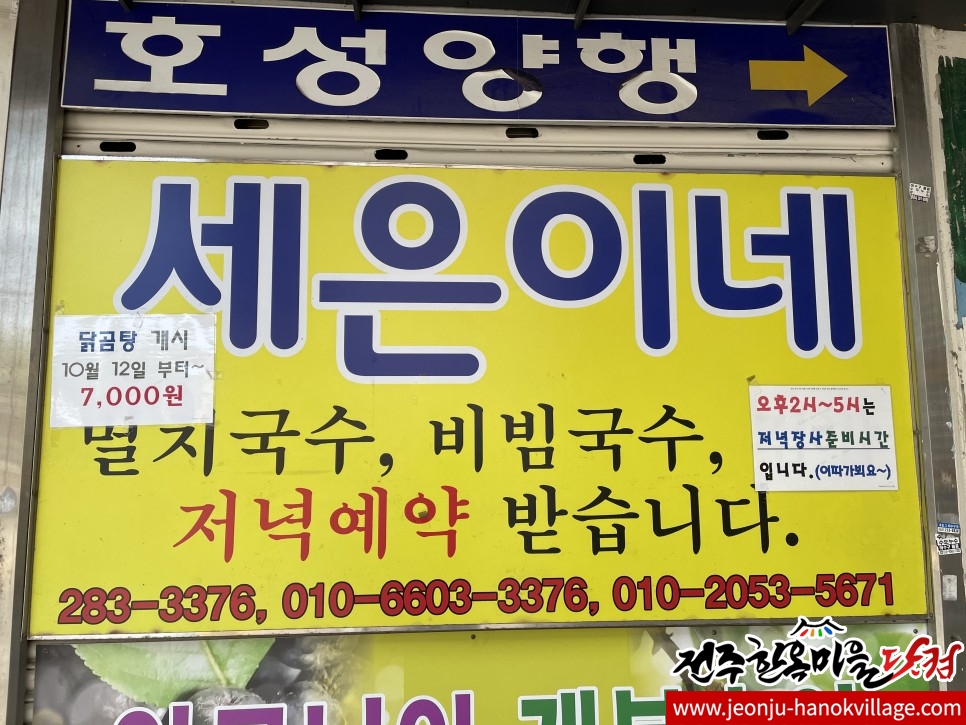 호성양행
세은이네
닭곰탕 개시
10월 12일 부터~
7,000원
멸치국수, 비빔국수,
오후2시~5시는
저녁장사준비시간
입니다.(이따가뵈요~)
저녁예약 받습니다.
283-3376, 010-6603-3376, 010-2053-5671
전주한옥마을닷컴
www.jeonju-hanokvillage.com